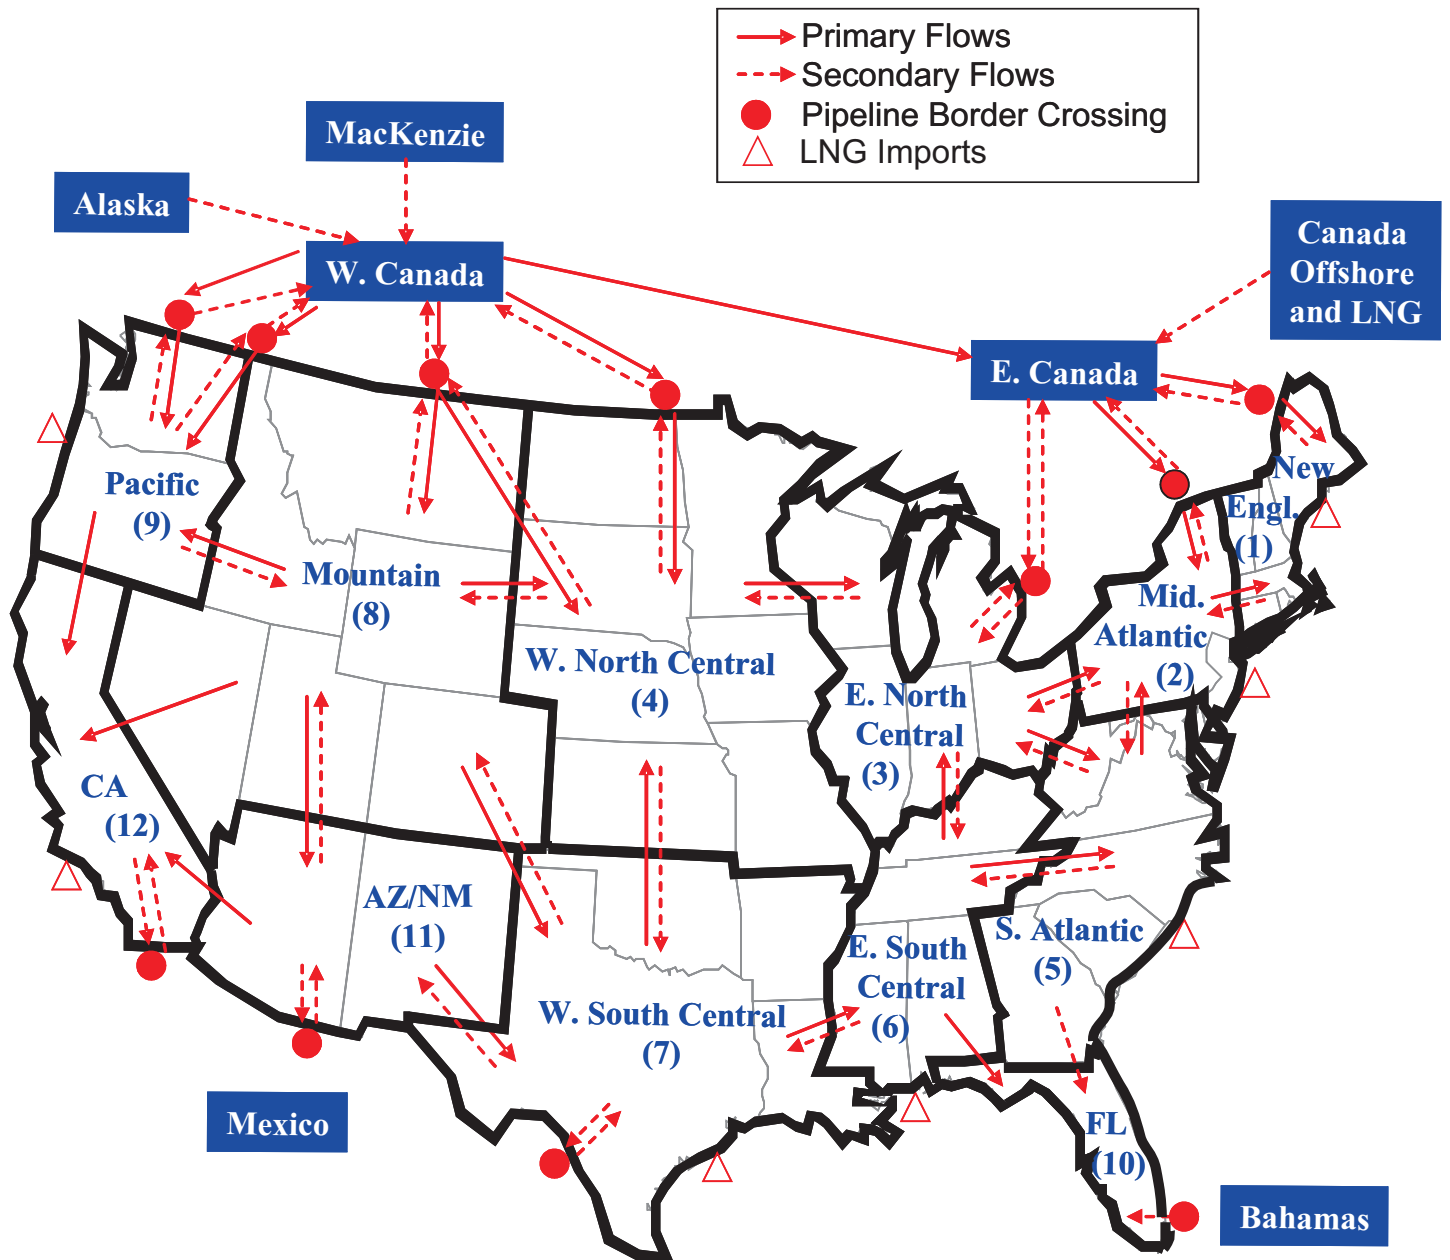 Primary Flows
Secondary Flows
Pipeline Border Crossing
LNG Imports
MacKenzie
Alaska
W. Canada
Canada
Offshore
and LNG
E. Canada
Pacific
(9)
Mountain
(8)
W. North Central
(4)
E. North
Central
(3)
New
Engl.
(1)
Mid.
Atlantic
(2)
CA
(12)
AZ/NM
(11)
W. South Central
(7)
E. South
Central
(6)
S. Atlantic
(5)
FL
(10)
Mexico
Bahamas